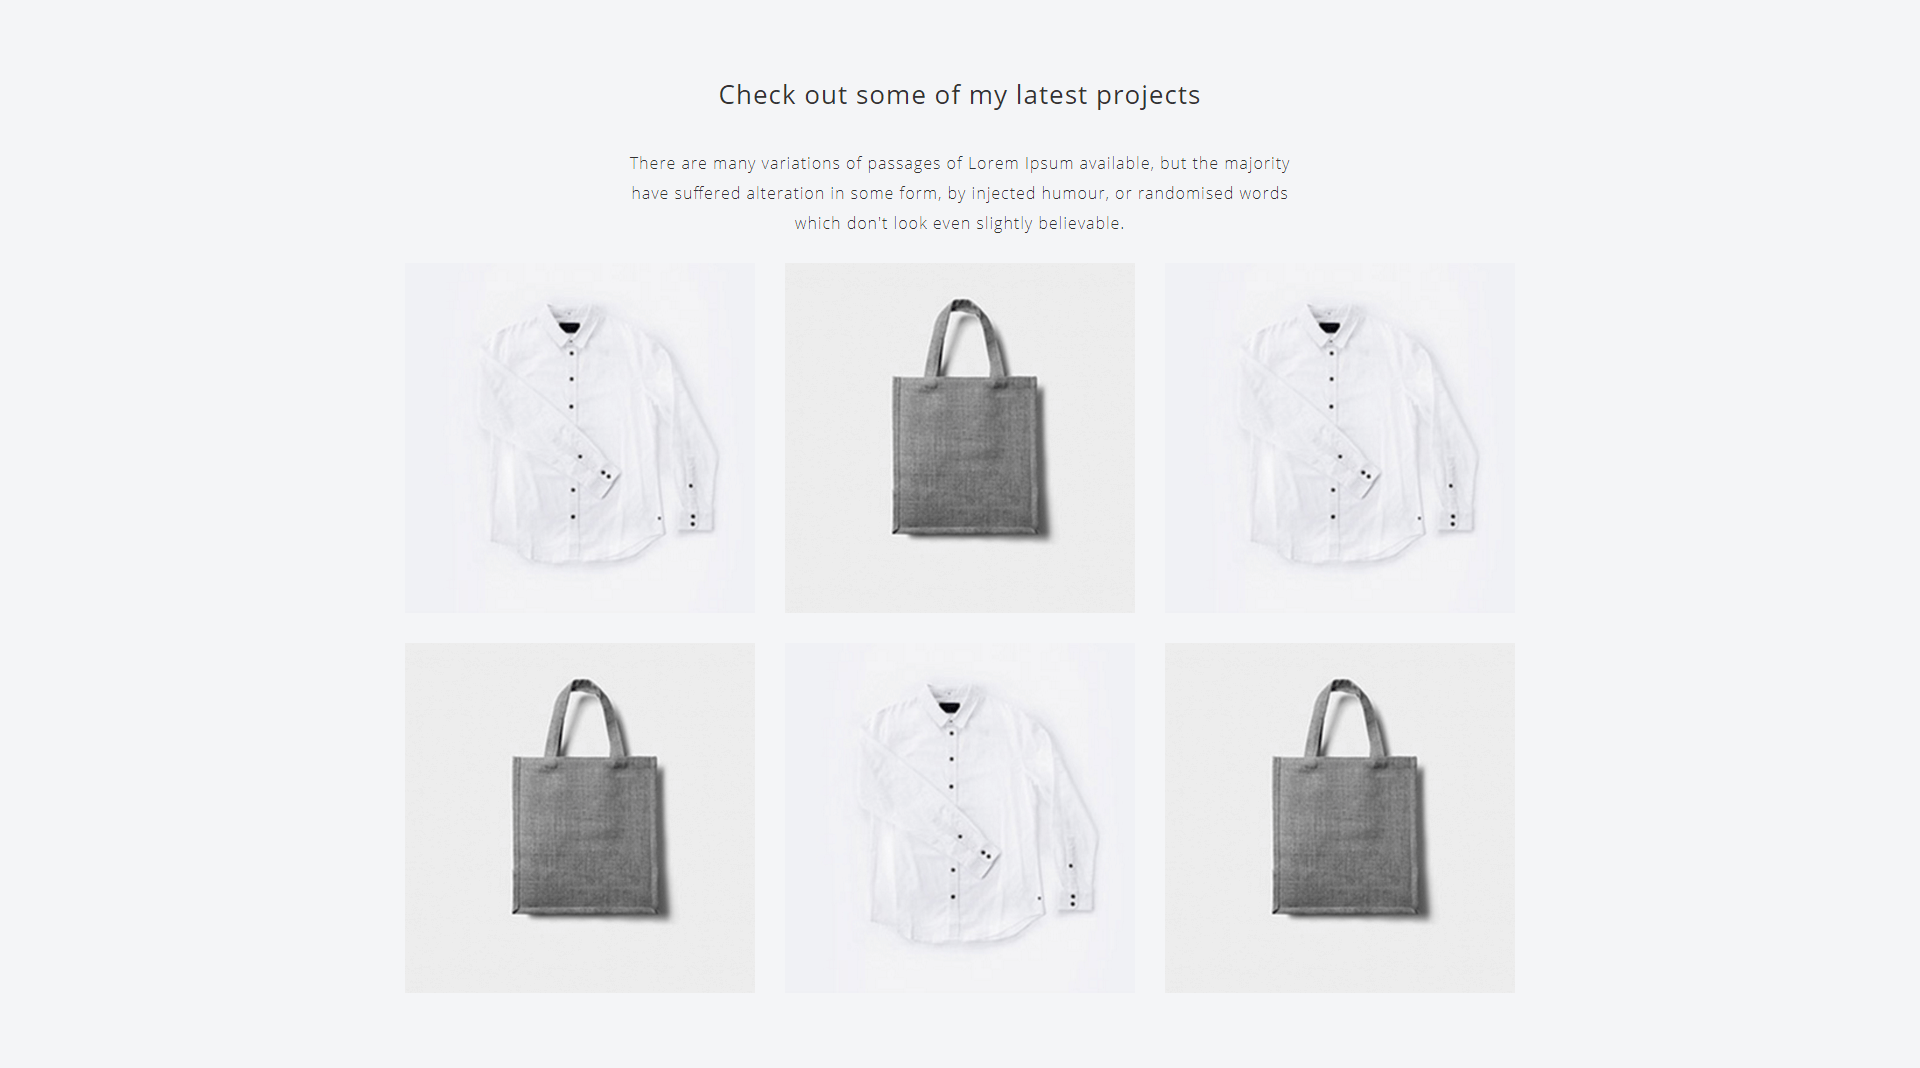 Check out some of my latest projects
There are many variations of passages of Lorem Ipsum available, but the majority
have suffered alteration in some form, by injected humour, or randomised words
which don't look even slightly believable.